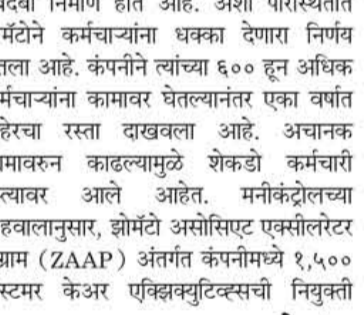 निर्माण होत आहे. अशा परिस्थितीत
मॅटोने कर्मचाऱ्यांना धक्का देणारा निर्णय
तला आहे. कंपनीने त्यांच्या ६०० हून अधिक
र्मचाऱ्यांना कामावर घेतल्यानंतर एका वर्षात
हेरचा रस्ता दाखवला आहे. अचानक
मावरुन काढल्यामुळे शेकडो कर्मचारी
त्यावर आले आहेत. मनीकंट्रोलच्या
हवालानुसार, झोमॅटो असोसिएट एक्सीलरेटर
ग्राम (ZAAP) अंतर्गत कंपनीमध्ये १,५००
स्टमर केअर एक्झिक्युटिव्ह्सची नियुक्ती